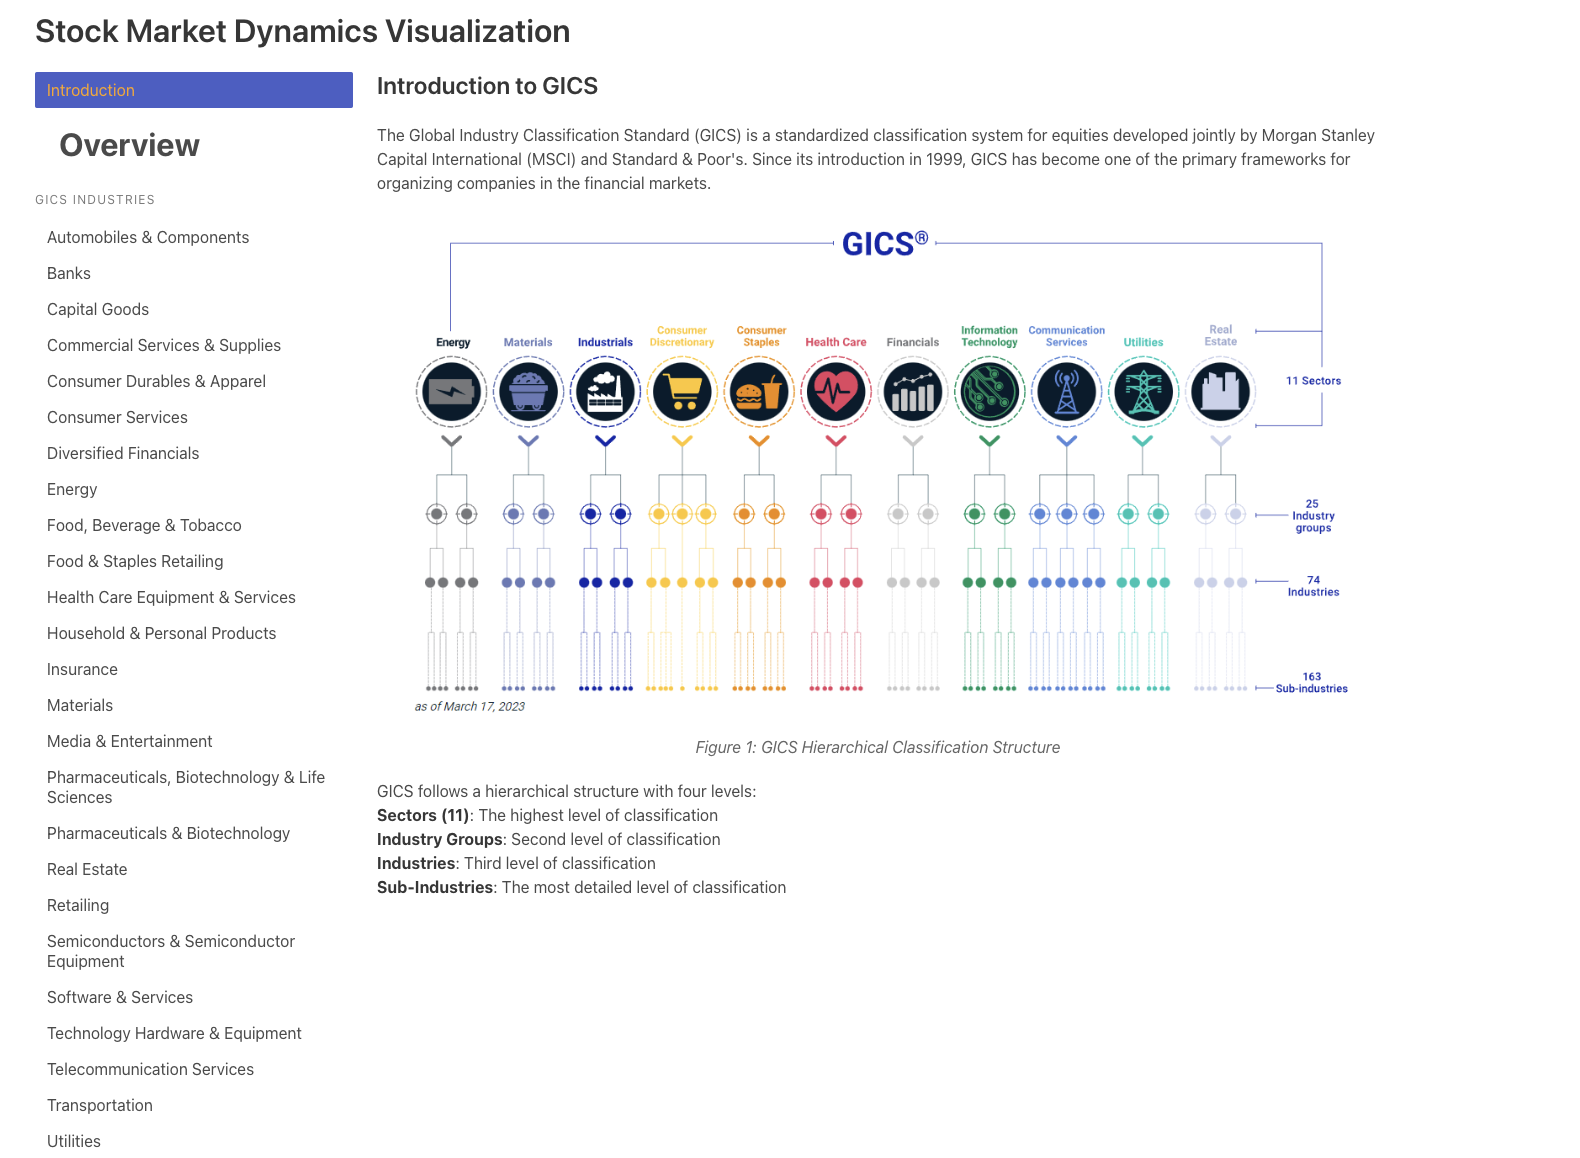 Stock Market Dynamics Visualization
Introduction
Overview
GICS INDUSTRIES
Automobiles & Components
Banks
Capital Goods
Commercial Services & Supplies
Consumer Durables & Apparel
Consumer Services
Diversified Financials
Energy
Food, Beverage & Tobacco
Food & Staples Retailing
Health Care Equipment & Services
Household & Personal Products
Insurance
Materials
Media & Entertainment
Pharmaceuticals, Biotechnology & Life
Sciences
Pharmaceuticals & Biotechnology
Real Estate
Retailing
Semiconductors & Semiconductor
Equipment
Software & Services
Technology Hardware & Equipment
Telecommunication Services
Transportation
Utilities
Introduction to GICS
The Global Industry Classification Standard (GICS) is a standardized classification system for equities developed jointly by Morgan Stanley
Capital International (MSCI) and Standard & Poor's. Since its introduction in 1999, GICS has become one of the primary frameworks for
organizing companies in the financial markets.
GICS®
Energy
Materials
Industrials
Consumer
Discretionary
Consumer
Staples
Health Care
Financials
Information
Technology
Communication
Services
Utilities
Real
Estate
11 Sectors
25
Industry
groups
74
Industries
163
Sub-industries
as of March 17, 2023
Figure 1: GICS Hierarchical Classification Structure
GICS follows a hierarchical structure with four levels:
Sectors (11): The highest level of classification
Industry Groups: Second level of classification
Industries: Third level of classification
Sub-Industries: The most detailed level of classification